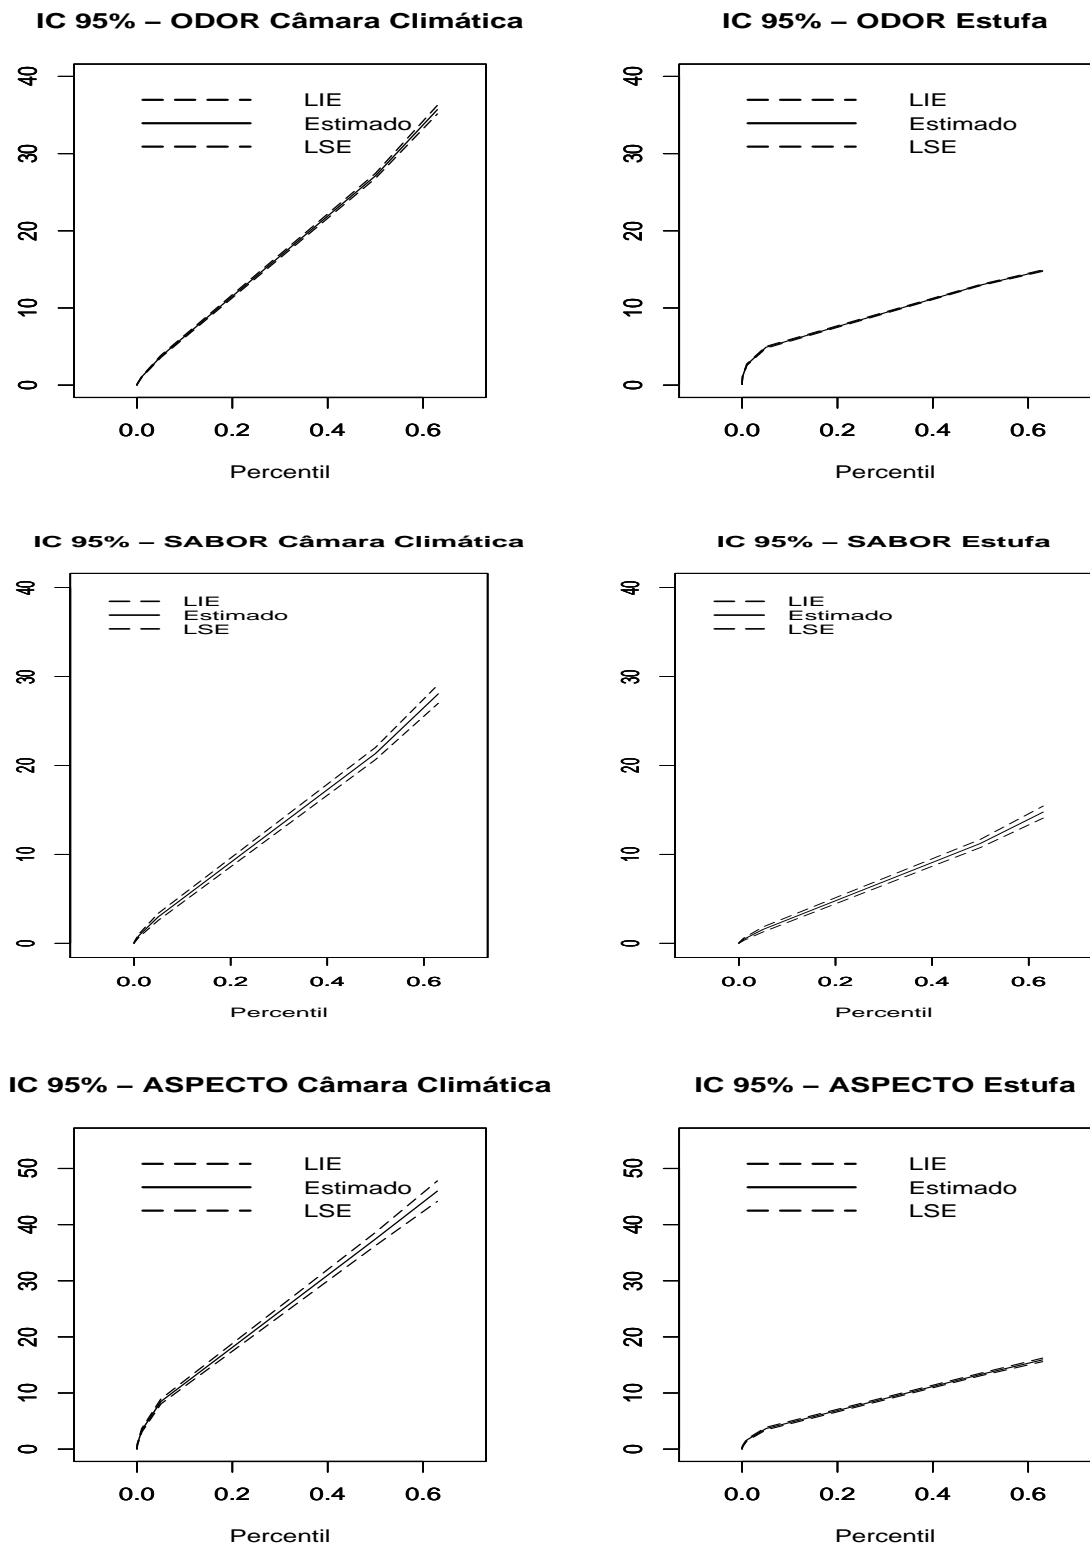 IC 95% – ODOR Câmara Climática
40
30
20
10
0
LIE
Estimado
LSE
0.0 0.2 0.4 0.6
Percentil
IC 95% – ODOR Estufa
40
30
20
10
0
LIE
Estimado
LSE
0.0 0.2 0.4 0.6
Percentil
IC 95% – SABOR Câmara Climática
40
30
20
10
0
LIE
Estimado
LSE
0.0 0.2 0.4 0.6
Percentil
IC 95% – SABOR Estufa
40
30
20
10
0
LIE
Estimado
LSE
0.0 0.2 0.4 0.6
Percentil
IC 95% – ASPECTO Câmara Climática
50
40
30
20
10
0
LIE
Estimado
LSE
0.0 0.2 0.4 0.6
Percentil
IC 95% – ASPECTO Estufa
50
40
30
20
10
0
LIE
Estimado
LSE
0.0 0.2 0.4 0.6
Percentil